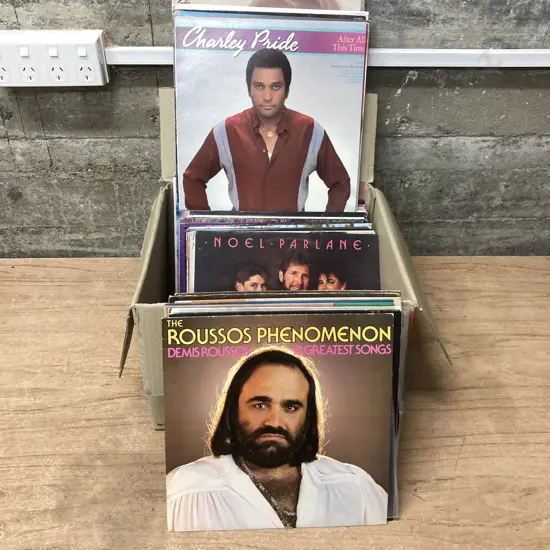 Charley Pride
After All
This Time
NOEL PARLANE
THE
ROUSSOS PHENOMENON
DEMIS ROUSSOS GREATEST SONGS